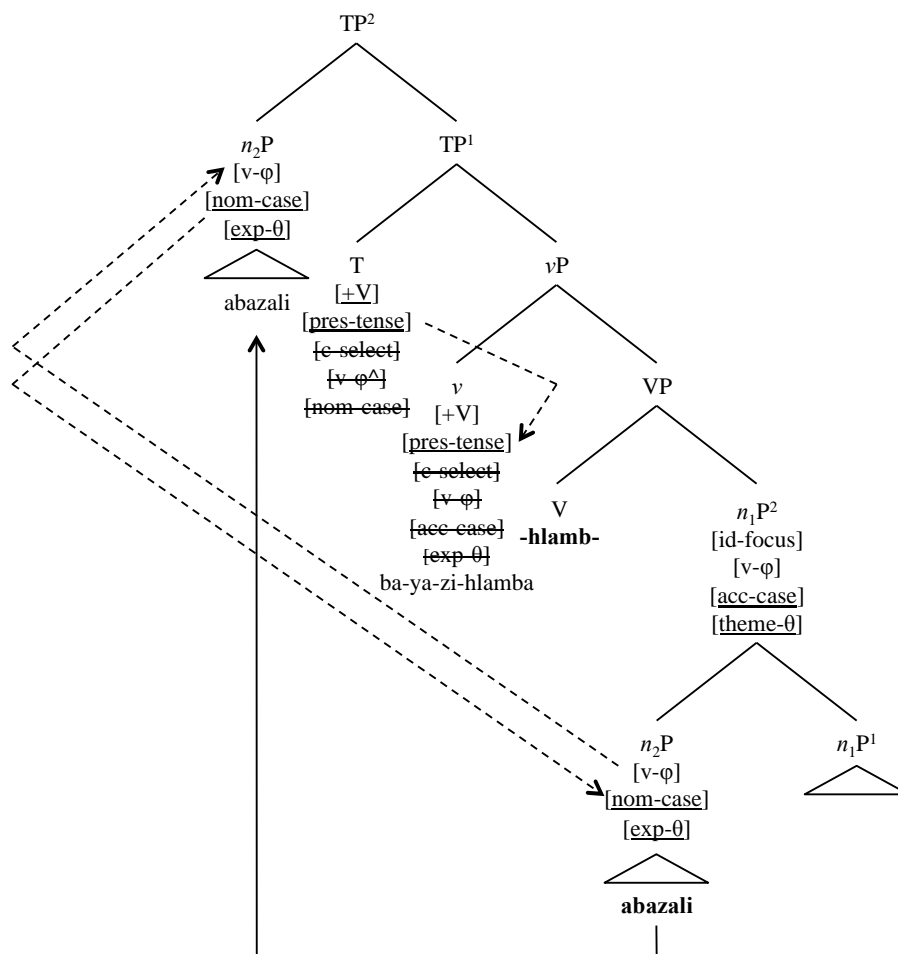 TP²
n₂P
[v-φ]
[nom-case]
[exp-θ]
abazali
TP¹
T
[+V]
[pres-tense]
[c-select]
[v-φ^]
[nom-case]
vP
v
[+V]
[pres-tense]
[c-select]
[v-φ]
[acc-case]
[exp-θ]
ba-ya-zi-hlamba
VP
V
-hlamb-
n₁P²
[id-focus]
[v-φ]
[acc-case]
[theme-θ]
n₂P
[v-φ]
[nom-case]
[exp-θ]
abazali
n₁P¹